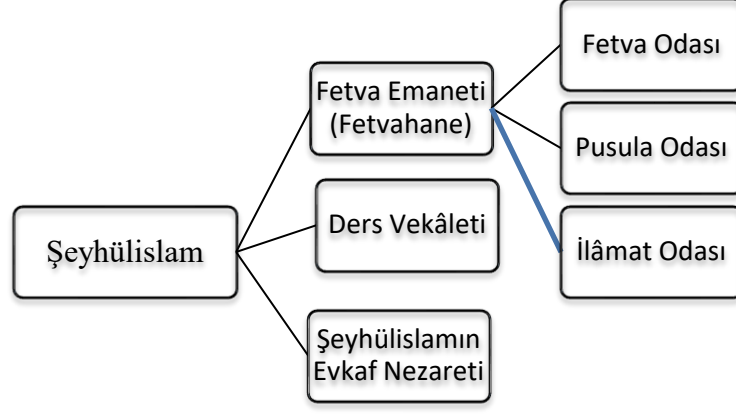 Şeyhülislam
Fetva Emaneti
(Fetvahane)
Ders Vekâleti
Şeyhülislamın
Evkaf Nezareti
Fetva Odası
Pusula Odası
İlâmat Odası